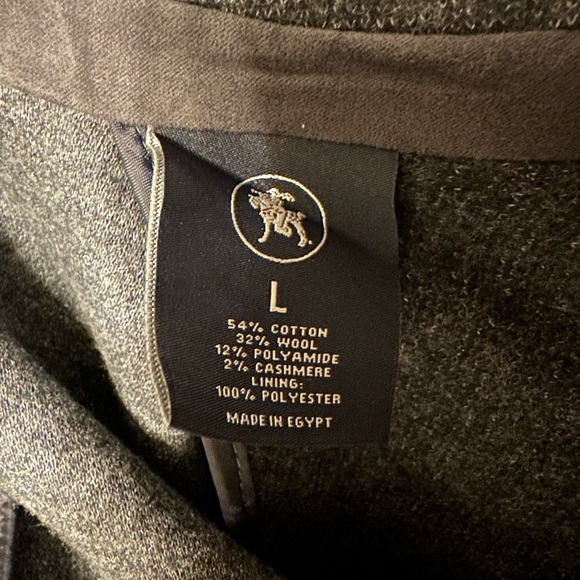 L
54% COTTON
32% WOOL
12% POLYAMIDE
2% CASHMERE
LINING:
100% POLYESTER
MADE IN EGYPT